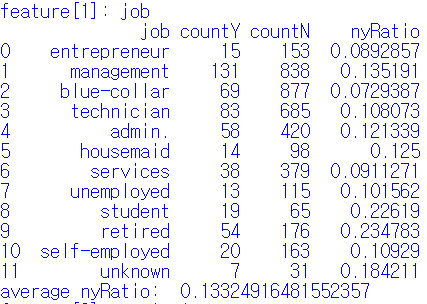 feature[1]: job
job countY countN nyRatio
0 entrepreneur 15 153 0.0892857
1 management 131 838 0.135191
2 blue-collar 69 877 0.0729387
3 technician 83 685 0.108073
4 admin. 58 420 0.121339
5 housemaid 14 98 0.125
6 services 38 379 0.0911271
7 unemployed 13 115 0.101562
8 student 19 65 0.22619
9 retired 54 176 0.234783
10 self-employed 20 163 0.10929
11 unknown 7 31 0.184211
average nyRatio: 0.13324916481552357